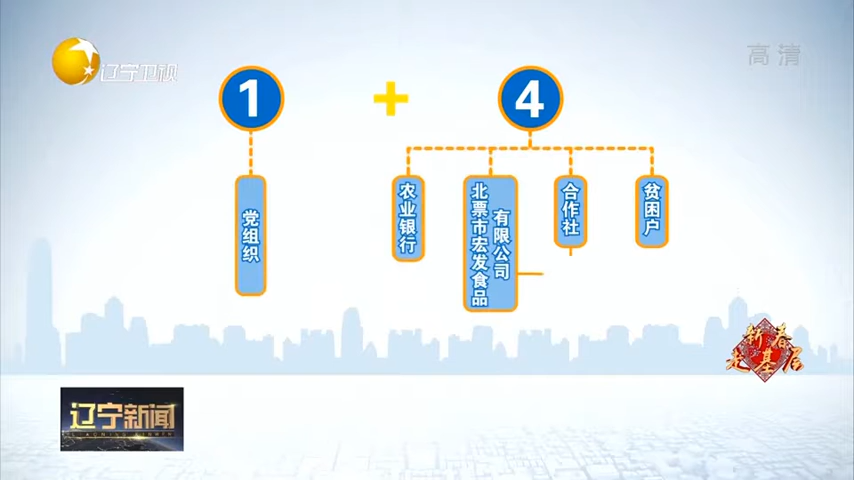 辽宁卫视
高清
1
+
4
党组织
农业银行
北票市宏发食品
有限公司
合作社
贫困户
新春
走基层
辽宁新闻